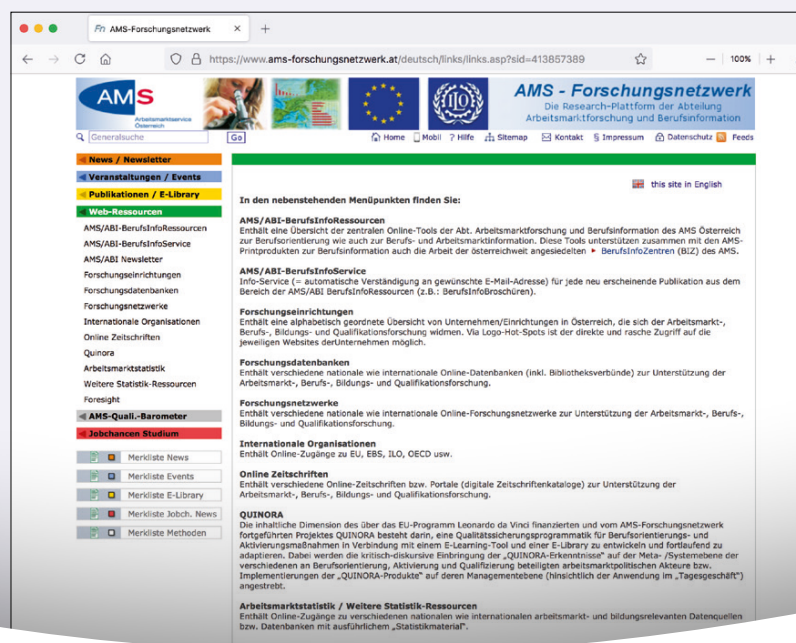 Fn AMS-Forschungsnetzwerk × +
https://www.ams-forschungsnetzwerk.at/deutsch/links/links.asp?sid=413857389 — 100% +
AMS
Arbeitsmarktservice
Österreich
ILO
AMS - Forschungsnetzwerk
Die Research-Plattform der Abteilung
Arbeitsmarktforschung und Berufsinformation
Generalsuche Go Home Mobil ? Hilfe Sitemap Kontakt § Impressum Datenschutz Feeds
News / Newsletter
Veranstaltungen / Events
Publikationen / E-Library
Web-Ressourcen
AMS/ABI-BerufsInfoRessourcen
AMS/ABI-BerufsInfoService
AMS/ABI Newsletter
Forschungseinrichtungen
Forschungsdatenbanken
Forschungsnetzwerke
Internationale Organisationen
Online Zeitschriften
Quinora
Arbeitsmarktstatistik
Weitere Statistik-Ressourcen
Foresight
AMS-Quali.-Barometer
Jobchancen Studium
Merkliste News
Merkliste Events
Merkliste E-Library
Merkliste Jobch. News
Merkliste Methoden
this site in English
In den nebenstehenden Menüpunkten finden Sie:
AMS/ABI-BerufsInfoRessourcen
Enthält eine Übersicht der zentralen Online-Tools der Abt. Arbeitsmarktforschung und Berufsinformation des AMS Österreich
zur Berufsorientierung wie auch zur Berufs- und Arbeitsmarktinformation. Diese Tools unterstützen zusammen mit den AMS-
Printprodukten zur Berufsinformation auch die Arbeit der österreichweit angesiedelten ▸ BerufsInfoZentren (BIZ) des AMS.
AMS/ABI-BerufsInfoService
Info-Service (= automatische Verständigung an gewünschte E-Mail-Adresse) für jede neu erscheinende Publikation aus dem
Bereich der AMS/ABI BerufsInfoRessourcen (z.B.: BerufsInfoBroschüren).
Forschungseinrichtungen
Enthält eine alphabetisch geordnete Übersicht von Unternehmen/Einrichtungen in Österreich, die sich der Arbeitsmarkt-,
Berufs-, Bildungs- und Qualifikationsforschung widmen. Via Logo-Hot-Spots ist der direkte und rasche Zugriff auf die
jeweiligen Websites derUnternehmen möglich.
Forschungsdatenbanken
Enthält verschiedene nationale wie internationale Online-Datenbanken (inkl. Bibliotheksverbünde) zur Unterstützung der
Arbeitsmarkt-, Berufs-, Bildungs- und Qualifikationsforschung.
Forschungsnetzwerke
Enthält verschiedene nationale wie internationale Online-Forschungsnetzwerke zur Unterstützung der Arbeitsmarkt-, Berufs-,
Bildungs- und Qualifikationsforschung.
Internationale Organisationen
Enthält Online-Zugänge zu EU, EBS, ILO, OECD usw.
Online Zeitschriften
Enthält verschiedene Online-Zeitschriften bzw. Portale (digitale Zeitschriftenkataloge) zur Unterstützung der
Arbeitsmarkt-, Berufs-, Bildungs- und Qualifikationsforschung.
QUINORA
Die inhaltliche Dimension des über das EU-Programm Leonardo da Vinci finanzierten und vom AMS-Forschungsnetzwerk
fortgeführten Projektes QUINORA besteht darin, eine Qualitätssicherungsprogrammatik für Berufsorientierungs- und
Aktivierungsmaßnahmen in Verbindung mit einem E-Learning-Tool und einer E-Library zu entwickeln und fortlaufend zu
adaptieren. Dabei werden die kritisch-diskursive Einbringung der „QUINORA-Erkenntnisse“ auf der Meta- /Systemebene der
verschiedenen an Berufsorientierung, Aktivierung und Qualifizierung beteiligten arbeitsmarktpolitischen Akteure bzw.
Implementierungen der „QUINORA-Produkte“ auf deren Managementebene (hinsichtlich der Anwendung im „Tagesgeschäft“)
angestrebt.
Arbeitsmarktstatistik / Weitere Statistik-Ressourcen
Enthält Online-Zugänge zu verschiedenen nationalen wie internationalen arbeitsmarkt- und bildungsrelevanten Datenquellen
bzw. Datenbanken mit ausführlichem „Statistikmaterial“.